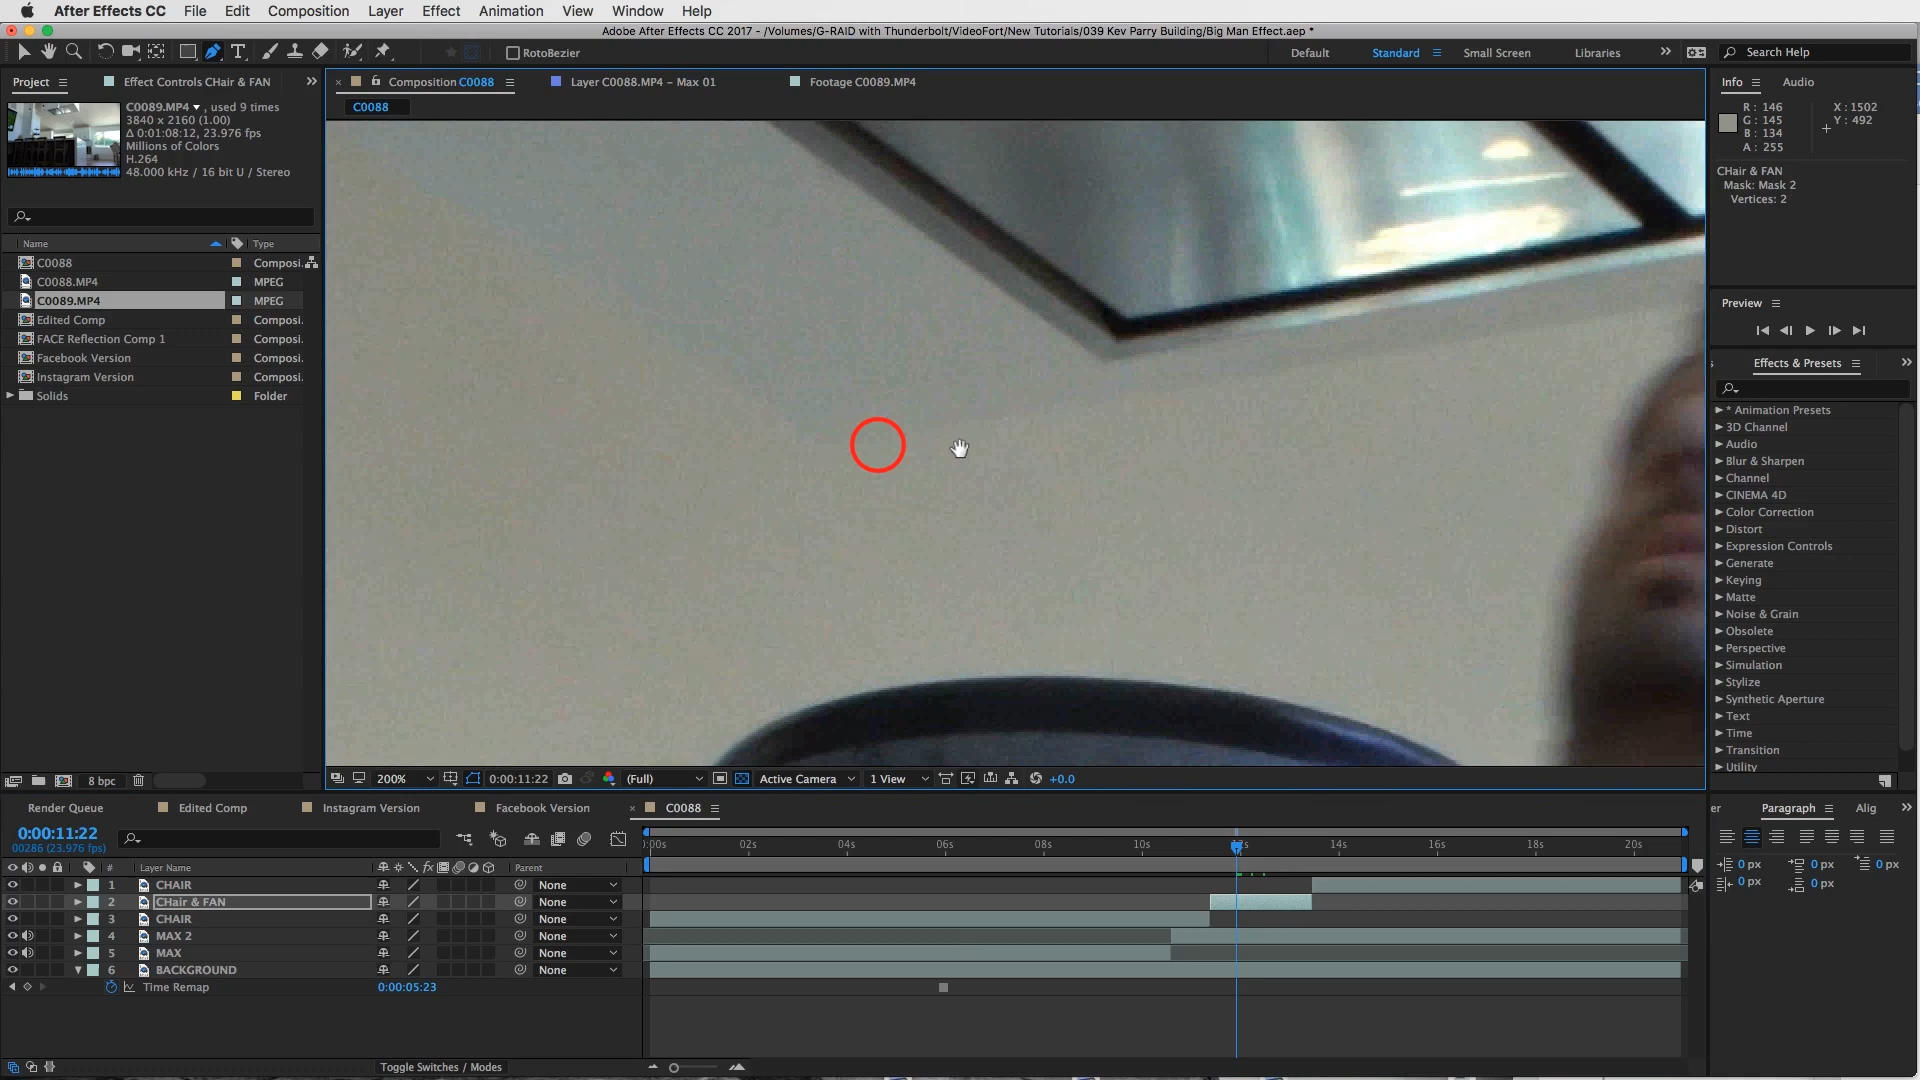 After Effects CC File Edit Composition Layer Effect Animation View Window Help
Adobe After Effects CC 2017 - /Volumes/G-RAID with Thunderbolt/VideoFort/New Tutorials/039 Kev Parry Building/Big Man Effect.aep *
RotoBezier Default Standard Small Screen Libraries Search Help
Project Effect Controls CHair & FAN Composition C0088 Layer C0088.MP4 - Max 01 Footage C0089.MP4 Info Audio
C0088
C0089.MP4 , used 9 times
3840 x 2160 (1.00)
Δ 0:01:08:12, 23.976 fps
Millions of Colors
H.264
48.000 kHz / 16 bit U / Stereo
R : 146 X : 1502
G : 145 Y : 492
B : 134
A : 255
CHair & FAN
Mask: Mask 2
Vertices: 2
Name Type
C0088 Composi.
C0088.MP4 MPEG
C0089.MP4 MPEG
Edited Comp Composi.
FACE Reflection Comp 1 Composi.
Facebook Version Composi.
Instagram Version Composi.
Solids Folder
Preview
Effects & Presets
* Animation Presets
3D Channel
Audio
Blur & Sharpen
Channel
CINEMA 4D
Color Correction
Distort
Expression Controls
Generate
Keying
Matte
Noise & Grain
Obsolete
Perspective
Simulation
Stylize
Synthetic Aperture
Text
Time
Transition
Utility
8 bpc 200% 0:00:11:22 (Full) Active Camera 1 View +0.0
Render Queue Edited Comp Instagram Version Facebook Version C0088 er Paragraph Alig
0:00:11:22
00286 (23.976 fps)
:00s 02s 04s 06s 08s 10s 14s 16s 18s 20s
# Layer Name fx Parent
1 CHAIR None
2 CHair & FAN None
3 CHAIR None
4 MAX 2 None
5 MAX None
6 BACKGROUND None
Time Remap 0:00:05:23
0 px 0 px 0 px
0 px 0 px
Toggle Switches / Modes